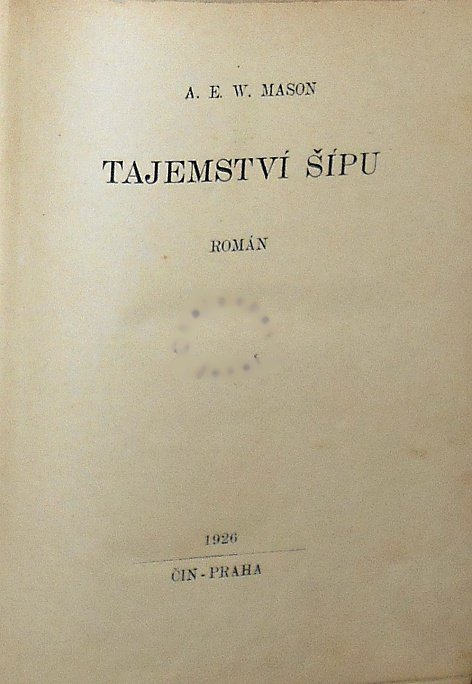 A. E. W. MASON
TAJEMSTVÍ ŠÍPU
ROMÁN
1926
ČIN-PRAHA